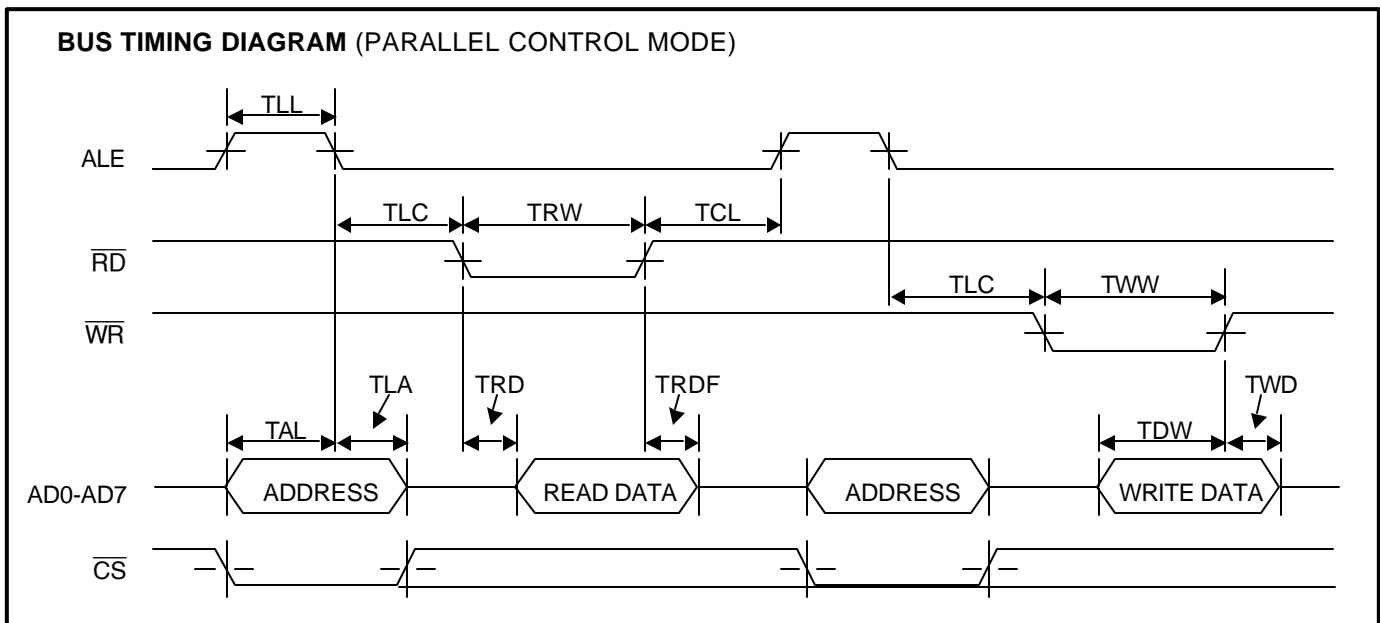 BUS TIMING DIAGRAM (PARALLEL CONTROL MODE)
TLL
ALE
TLC TRW TCL
RD
TLC TWW
WR
TLA TRD TRDF TWD
TAL TDW
AD0-AD7 ADDRESS READ DATA ADDRESS WRITE DATA
CS